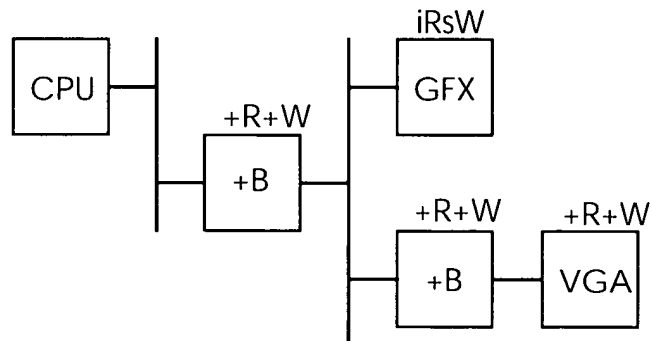 iRsW
CPU
GFX
+R+W
+B
+R+W
+R+W
+B
VGA